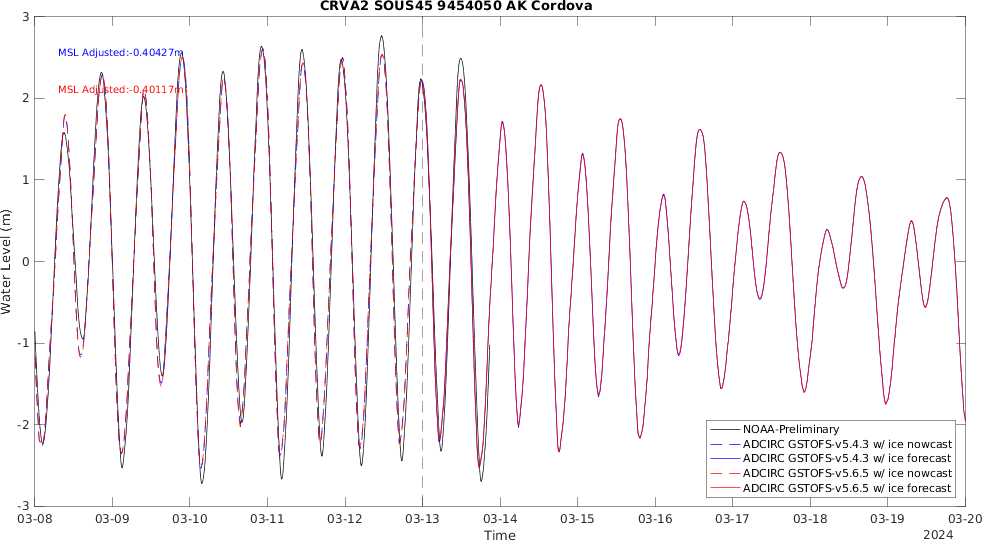 CRVA2 SOUS45 9454050 AK Cordova
MSL Adjusted:-0.40427m
MSL Adjusted:-0.40117m
Water Level (m)
3
2
1
0
-1
-2
-3
NOAA-Preliminary
ADCIRC GSTOFS-v5.4.3 w/ ice nowcast
ADCIRC GSTOFS-v5.4.3 w/ ice forecast
ADCIRC GSTOFS-v5.6.5 w/ ice nowcast
ADCIRC GSTOFS-v5.6.5 w/ ice forecast
03-08 03-09 03-10 03-11 03-12 03-13 03-14 03-15 03-16 03-17 03-18 03-19 03-20
Time
2024